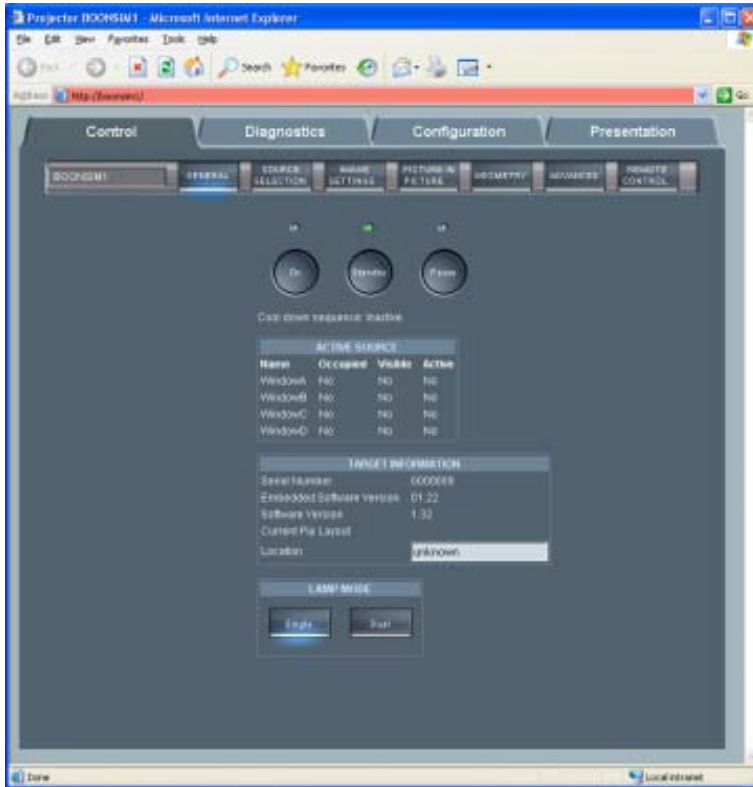 Projector BOONSIM1 - Microsoft Internet Explorer
File Edit View Favorites Tools Help
Search Favorites
Address http://boonsim1/ Go
Control Diagnostics Configuration Presentation
BOONSIM1 GENERAL SOURCE SELECTION IMAGE SETTINGS PICTURE IN PICTURE GEOMETRY ADVANCED REMOTE CONTROL
On Standby Pause
Cool down sequence: Inactive
ACTIVE SOURCE
Name Occupied Visible Active
WindowA No No No
WindowB No No No
WindowC No No No
WindowD No No No
TARGET INFORMATION
Serial Number 0000009
Embedded Software Version 01.22
Software Version 1.32
Current Pip Layout
Location unknown
LAMP MODE
Single Dual
Done Local intranet